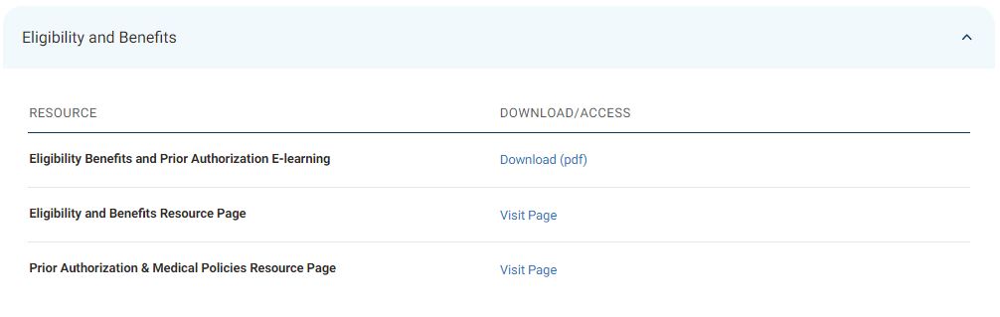 Eligibility and Benefits
RESOURCE DOWNLOAD/ACCESS
Eligibility Benefits and Prior Authorization E-learning Download (pdf)
Eligibility and Benefits Resource Page Visit Page
Prior Authorization & Medical Policies Resource Page Visit Page